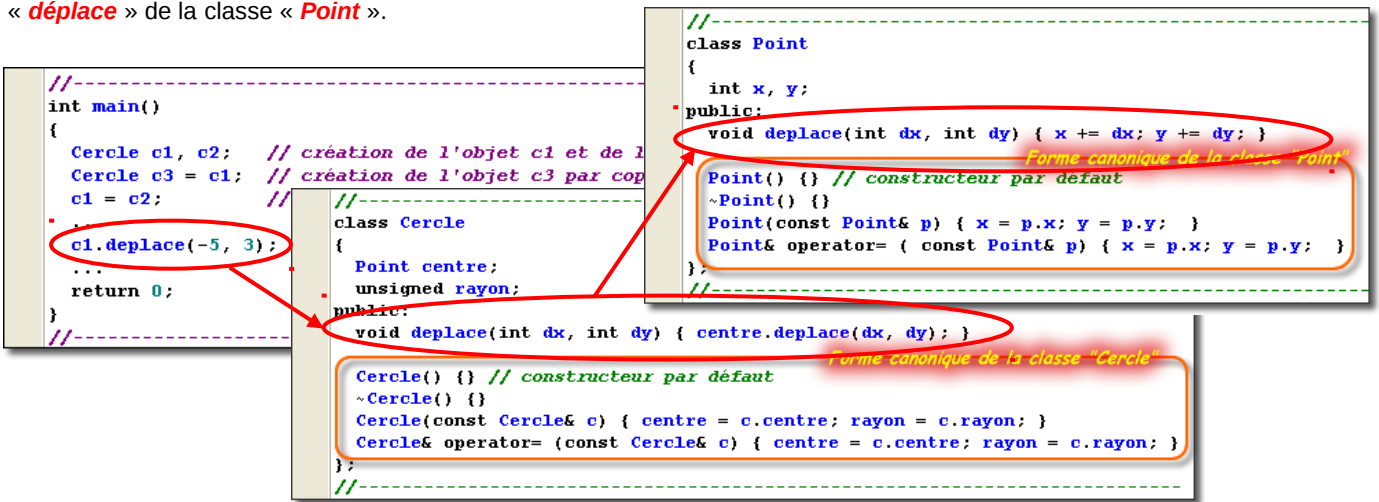 « déplace » de la classe « Point ».
//-----------------------------------------
int main()
{
Cercle c1, c2; // création de l'objet c1 et de l
Cercle c3 = c1; // création de l'objet c3 par cop
c1 = c2; //
...
c1.deplace(-5, 3);
...
return 0;
}
//----------------------
//------------------------------
class Cercle
{
Point centre;
unsigned rayon;
public:
void deplace(int dx, int dy) { centre.deplace(dx, dy); }
Forme canonique de la classe "Cercle"
Cercle() {} // constructeur par défaut
~Cercle() {}
Cercle(const Cercle& c) { centre = c.centre; rayon = c.rayon; }
Cercle& operator= (const Cercle& c) { centre = c.centre; rayon = c.rayon; }
};
//----------------------------------------------------------------------
//--------------------------------------------------------
class Point
{
int x, y;
public:
void deplace(int dx, int dy) { x += dx; y += dy; }
Forme canonique de la classe "Point"
Point() {} // constructeur par défaut
~Point() {}
Point(const Point& p) { x = p.x; y = p.y; }
Point& operator= ( const Point& p) { x = p.x; y = p.y; }
};
//--------------------------------------------------------